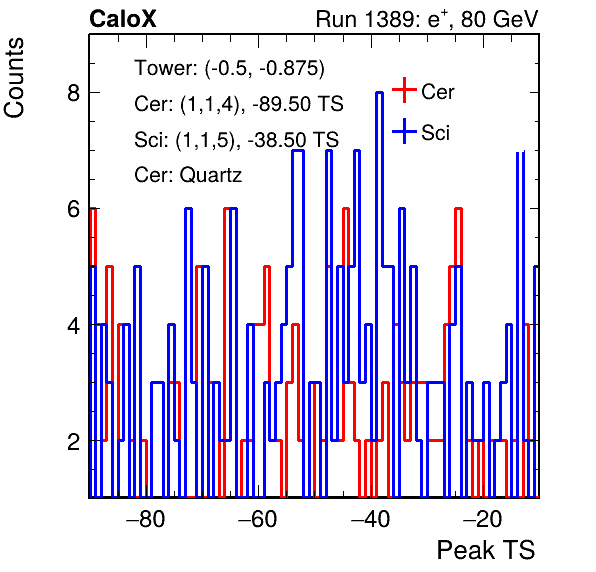 CaloX Run 1389: e⁺, 80 GeV
Counts
Tower: (-0.5, -0.875)
Cer: (1,1,4), -89.50 TS
Sci: (1,1,5), -38.50 TS
Cer: Quartz
Cer
Sci
8
6
4
2
−80 −60 −40 −20
Peak TS